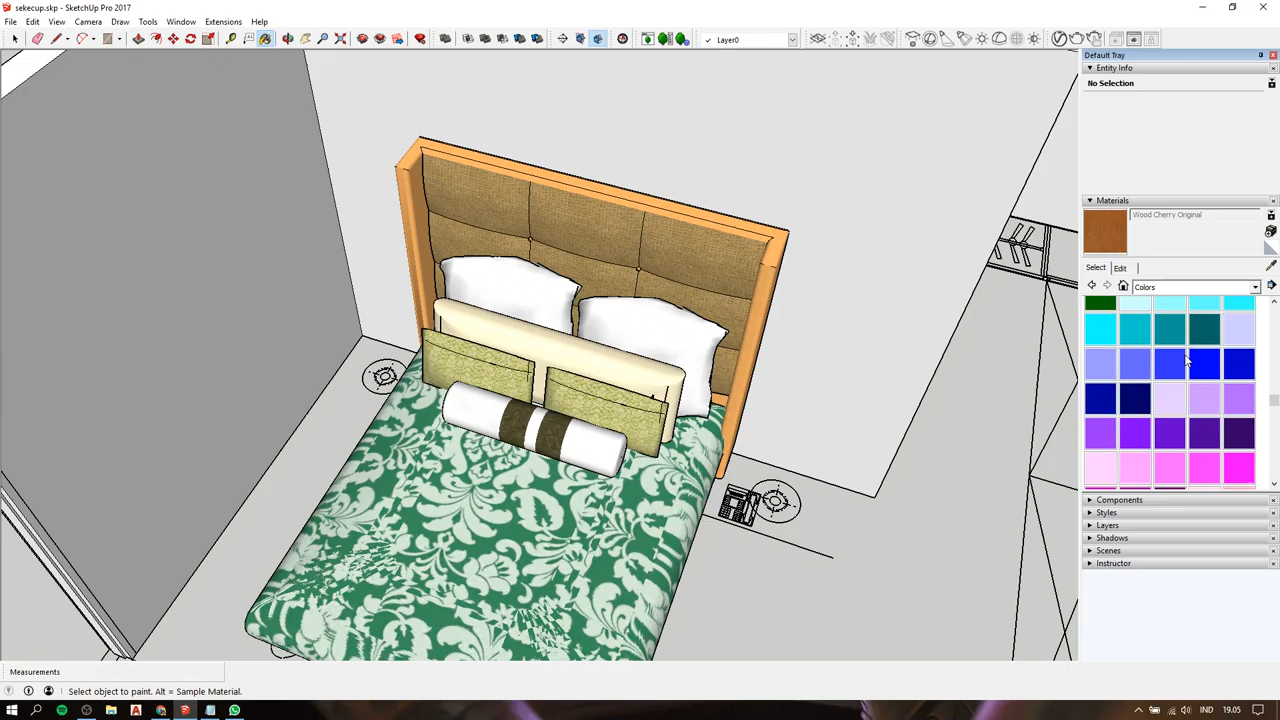 sekecup.skp - SketchUp Pro 2017
File Edit View Camera Draw Tools Window Extensions Help
Layer0
Default Tray
Entity Info
No Selection
Materials
Wood Cherry Original
Select Edit
Colors
Components
Styles
Layers
Shadows
Scenes
Instructor
Measurements
Select object to paint. Alt = Sample Material.
IND 19.05